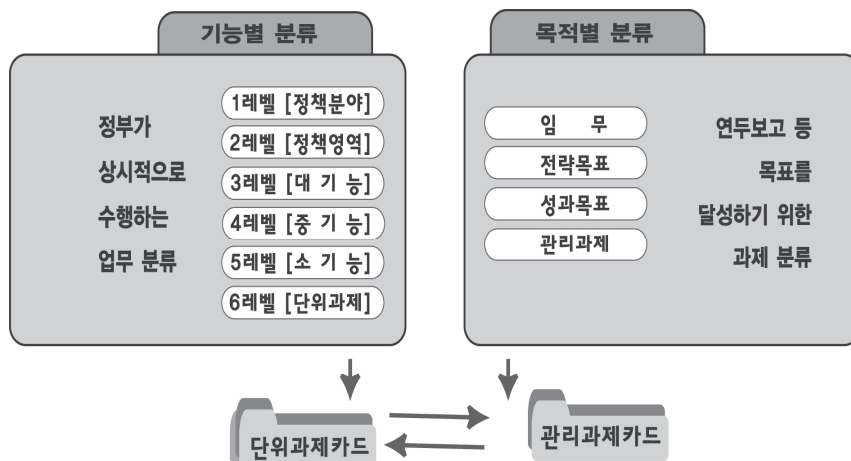 기능별 분류
정부가
상시적으로
수행하는
업무 분류
1레벨 [정책분야]
2레벨 [정책영역]
3레벨 [대 기 능]
4레벨 [중 기 능]
5레벨 [소 기 능]
6레벨 [단위과제]
목적별 분류
임 무
전략목표
성과목표
관리과제
연두보고 등
목표를
달성하기 위한
과제 분류
단위과제카드
관리과제카드